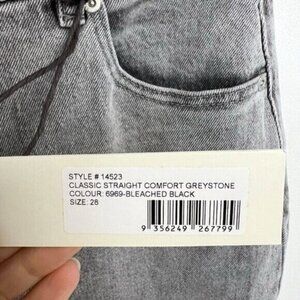 STYLE # 14523
CLASSIC STRAIGHT COMFORT GREYSTONE
COLOUR: 6969-BLEACHED BLACK
SIZE: 28
9 356249 267799